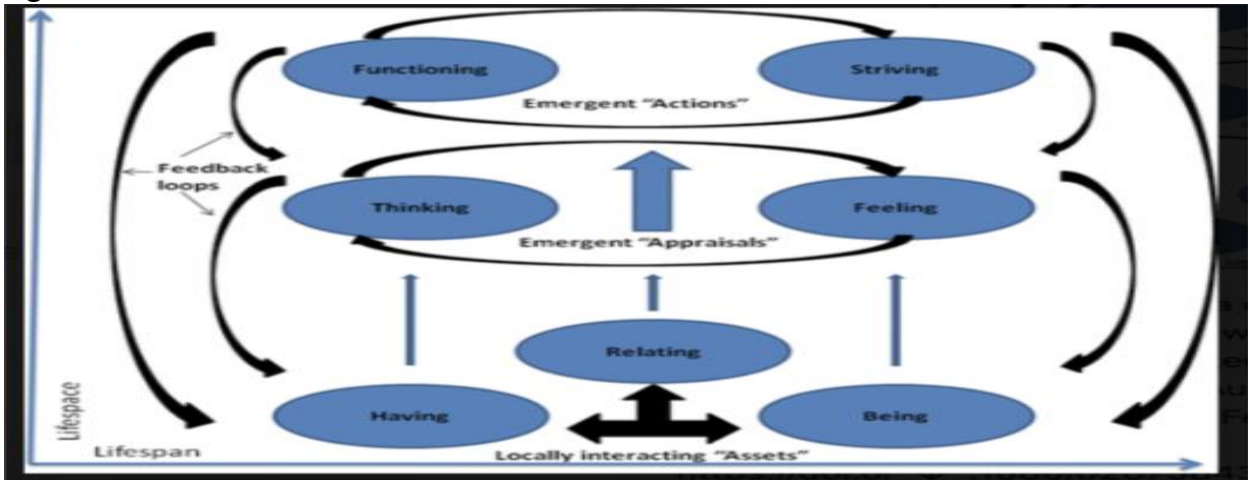 Functioning
Striving
Emergent “Actions”
Feedback
loops
Thinking
Feeling
Emergent “Appraisals”
Relating
Having
Being
Lifespace
Lifespan
Locally interacting “Assets”